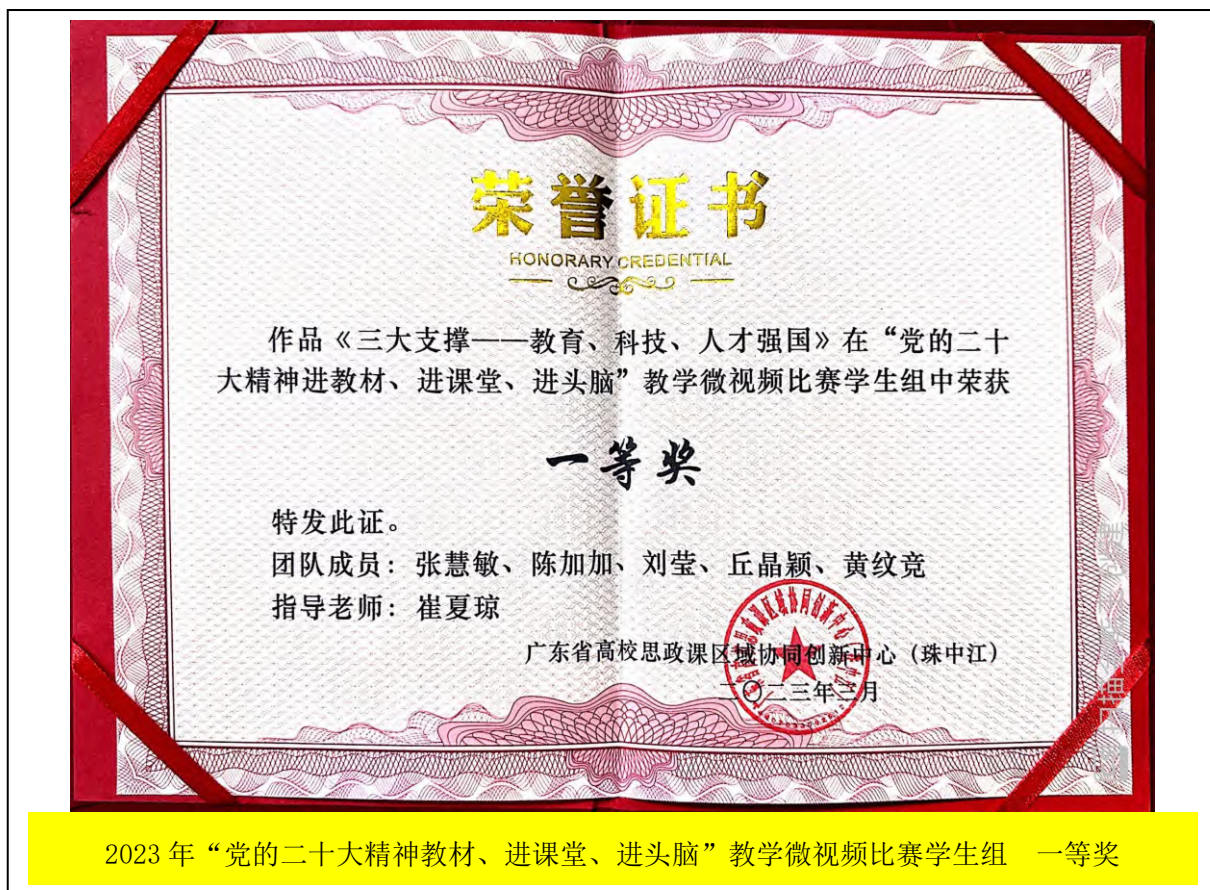 荣誉证书
HONORARY CREDENTIAL
作品《三大支撑——教育、科技、人才强国》在“党的二十
大精神进教材、进课堂、进头脑”教学微视频比赛学生组中荣获
一等奖
特发此证。
团队成员：张慧敏、陈加加、刘莹、丘晶颖、黄纹竞
指导老师：崔夏琼
广东省高校思政课区域协同创新中心（珠中江）
二〇二三年三月
2023 年“党的二十大精神教材、进课堂、进头脑”教学微视频比赛学生组 一等奖